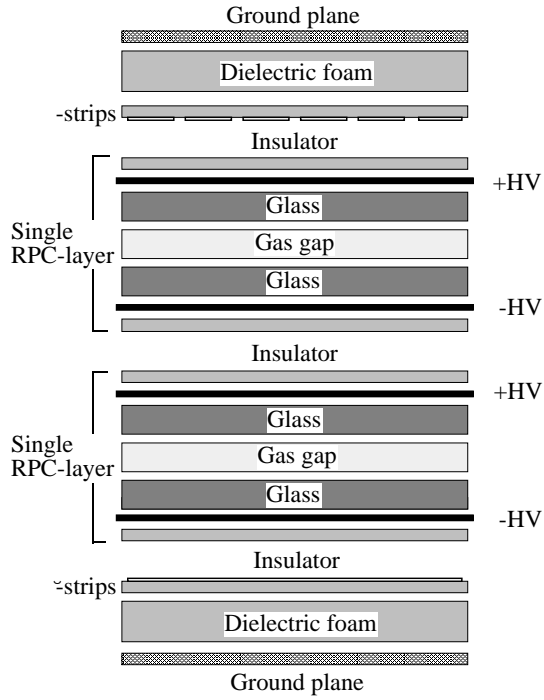 Ground plane
Dielectric foam
-strips
Insulator
+HV
Glass
Single
RPC-layer
Gas gap
Glass
-HV
Insulator
+HV
Glass
Single
RPC-layer
Gas gap
Glass
-HV
Insulator
-strips
Dielectric foam
Ground plane